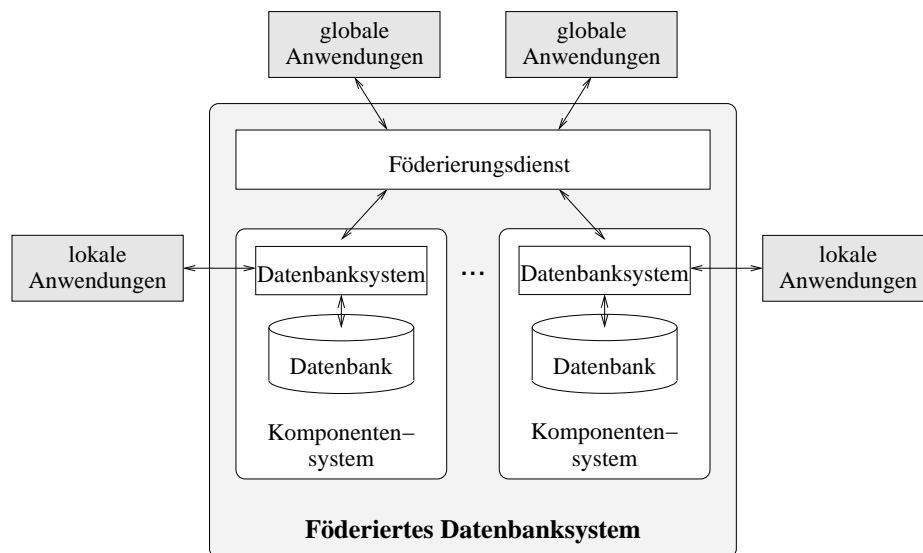 globale
Anwendungen
globale
Anwendungen
Föderierungsdienst
lokale
Anwendungen
Datenbanksystem
Datenbank
Komponenten−
system
...
Datenbanksystem
Datenbank
Komponenten−
system
lokale
Anwendungen
Föderiertes Datenbanksystem